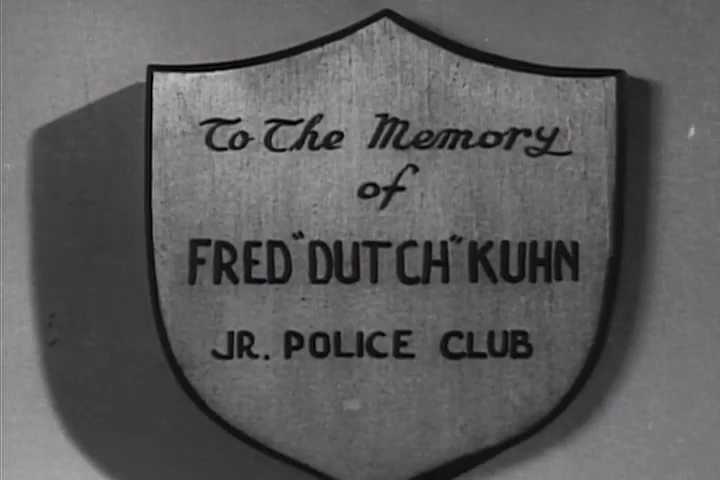 To The Memory
of
FRED "DUTCH" KUHN
JR. POLICE CLUB